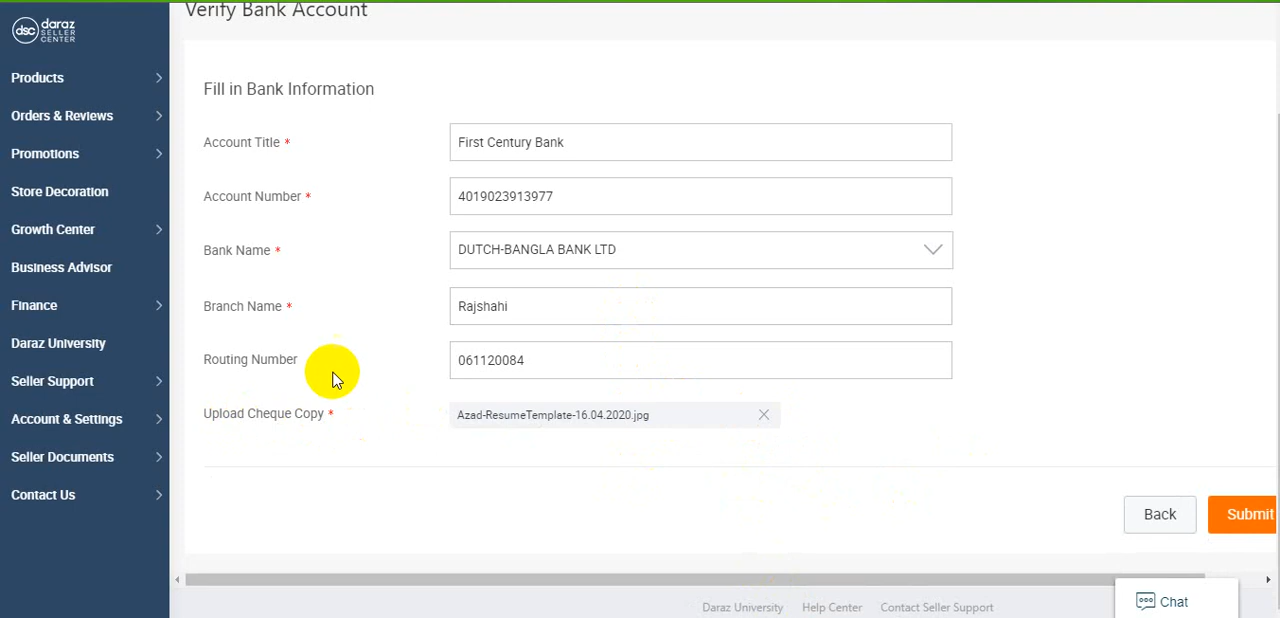 Verify Bank Account
dsc daraz
SELLER
CENTER
Products
Orders & Reviews
Promotions
Store Decoration
Growth Center
Business Advisor
Finance
Daraz University
Seller Support
Account & Settings
Seller Documents
Contact Us
Fill in Bank Information
Account Title * First Century Bank
Account Number * 4019023913977
Bank Name * DUTCH-BANGLA BANK LTD
Branch Name * Rajshahi
Routing Number 061120084
Upload Cheque Copy * Azad-ResumeTemplate-16.04.2020.jpg
Back Submit
Daraz University Help Center Contact Seller Support
Chat